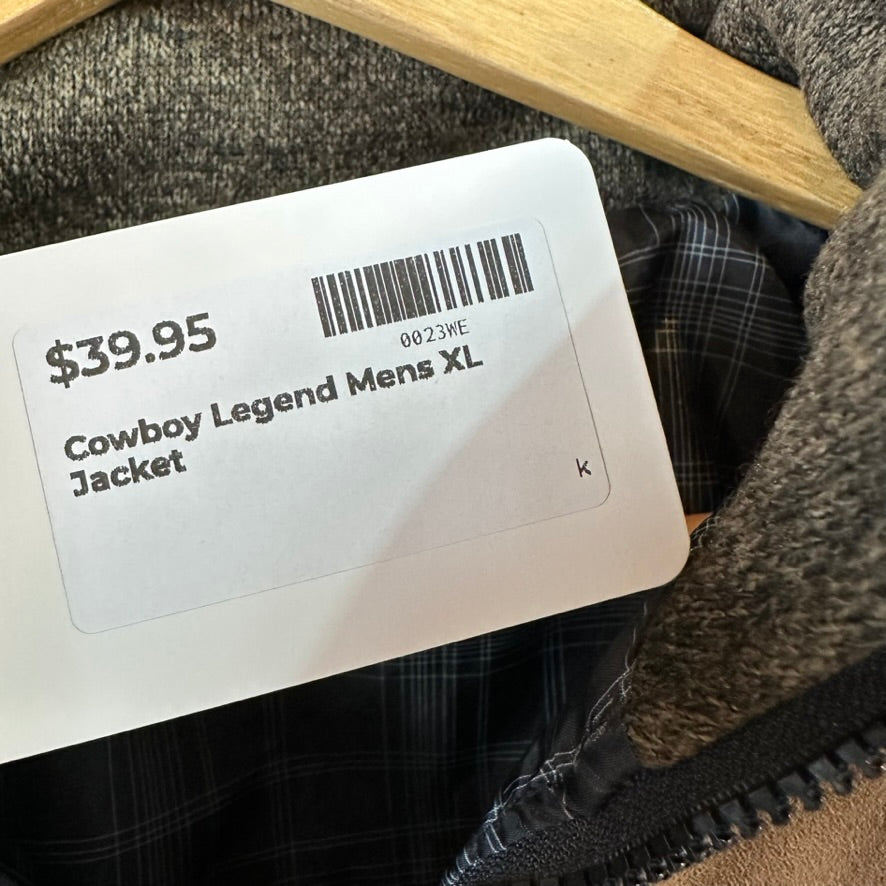 $39.95
0023WE
Cowboy Legend Mens XL
Jacket
k